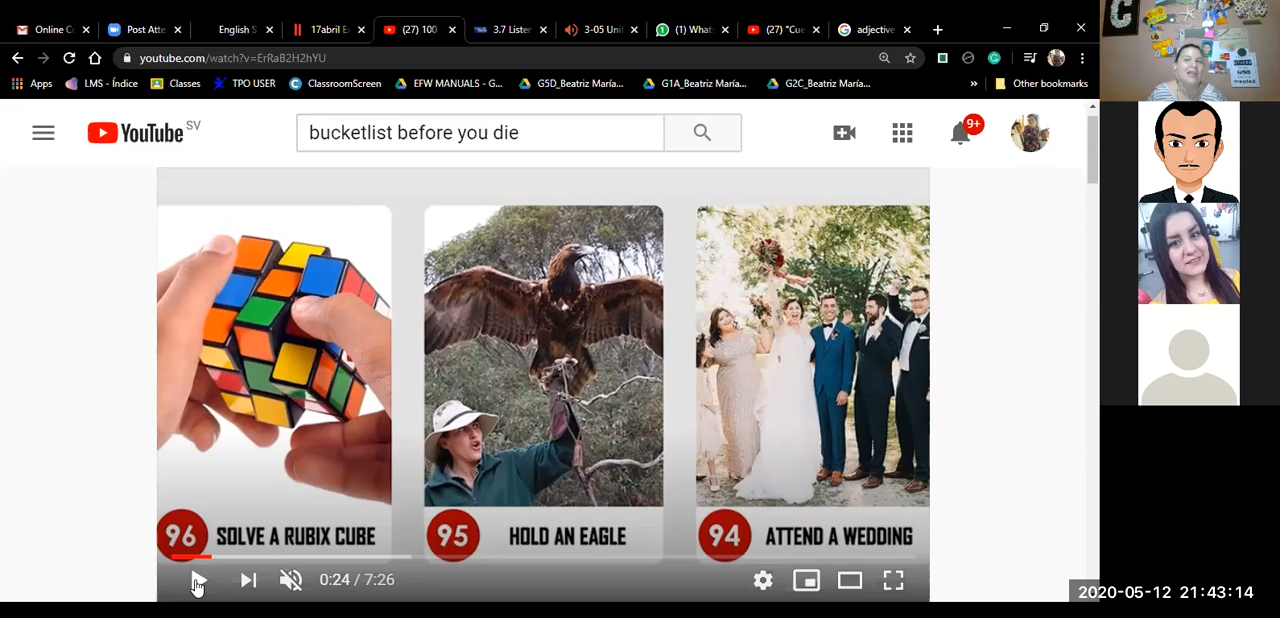 Online C
Post Atte
English S
17abril E
(27) 100
3.7 Listen
3-05 Unit
(1) Whats
(27) "Cue
adjective
youtube.com/watch?v=ErRaB2H2hYU
Apps
LMS - Índice
Classes
TPO USER
ClassroomScreen
EFW MANUALS - G...
G5D_Beatriz María...
G1A_Beatriz María...
G2C_Beatriz María...
»
Other bookmarks
YouTube SV
bucketlist before you die
9+
96 SOLVE A RUBIX CUBE
95 HOLD AN EAGLE
94 ATTEND A WEDDING
0:24 / 7:26
2020-05-12 21:43:14